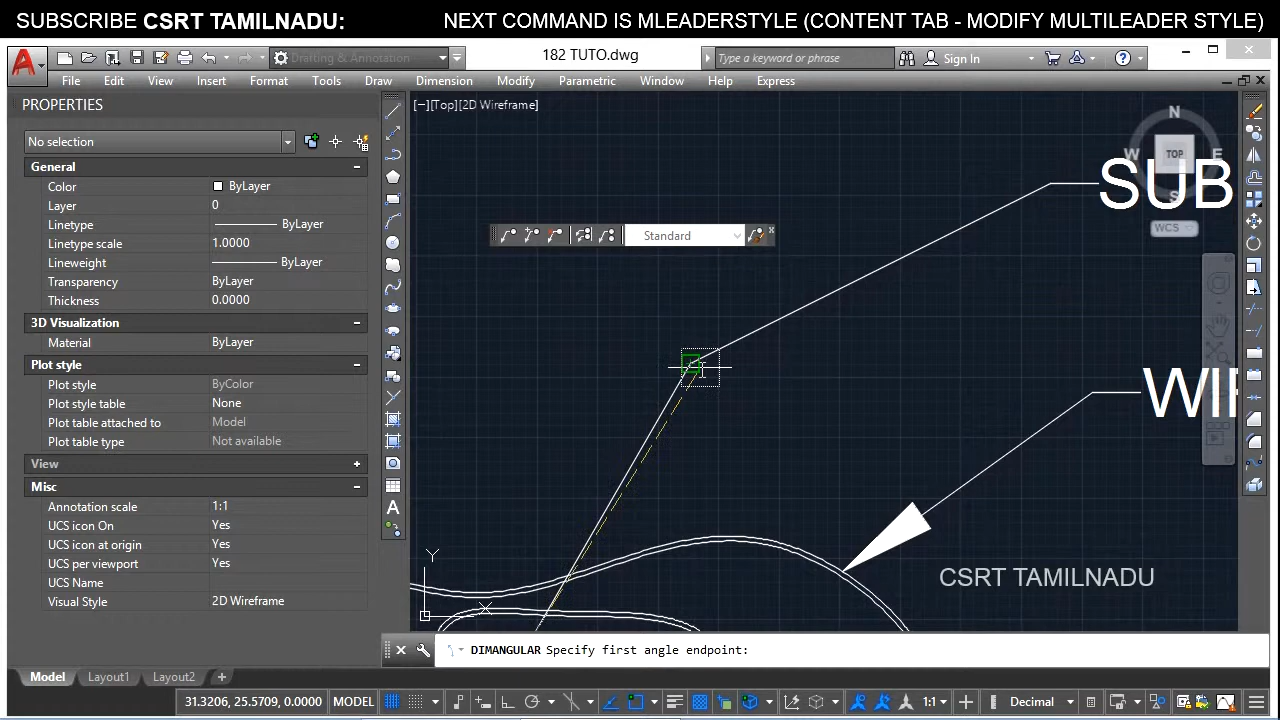 SUBSCRIBE CSRT TAMILNADU: NEXT COMMAND IS MLEADERSTYLE (CONTENT TAB - MODIFY MULTILEADER STYLE)
Drafting & Annotation
182 TUTO.dwg
Type a keyword or phrase
Sign In
File Edit View Insert Format Tools Draw Dimension Modify Parametric Window Help Express
PROPERTIES
[−][Top][2D Wireframe]
No selection
General
Color ByLayer
Layer 0
Linetype ByLayer
Linetype scale 1.0000
Lineweight ByLayer
Transparency ByLayer
Thickness 0.0000
3D Visualization
Material ByLayer
Plot style
Plot style ByColor
Plot style table None
Plot table attached to Model
Plot table type Not available
View
Misc
Annotation scale 1:1
UCS icon On Yes
UCS icon at origin Yes
UCS per viewport Yes
UCS Name
Visual Style 2D Wireframe
Standard
N
W TOP E
S
WCS
SUB
WIP
CSRT TAMILNADU
Y
X
A
DIMANGULAR Specify first angle endpoint:
Model Layout1 Layout2 +
31.3206, 25.5709, 0.0000 MODEL 1:1 Decimal